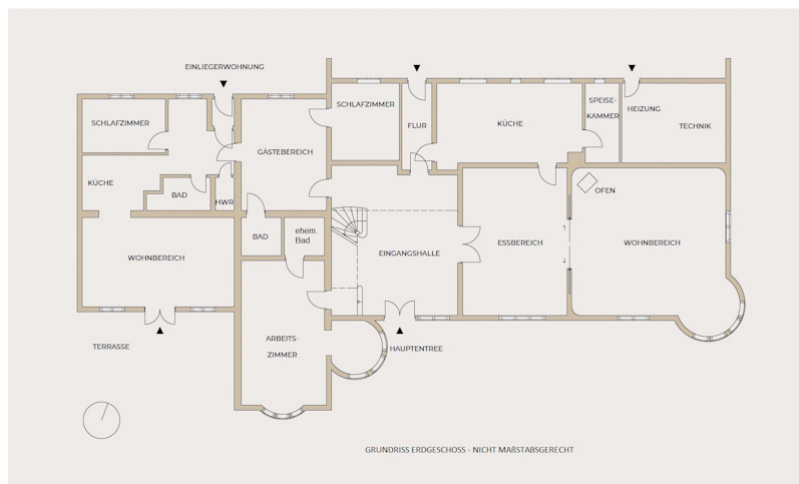 EINLIEGERWOHNUNG
SCHLAFZIMMER
SCHLAFZIMMER
FLUR
KÜCHE
SPEISE-
KAMMER
HEIZUNG
TECHNIK
GÄSTEBEREICH
KÜCHE
BAD
HWR
OFEN
BAD
ehem.
Bad
WOHNBEREICH
EINGANGSHALLE
ESSBEREICH
WOHNBEREICH
TERRASSE
ARBEITS-
ZIMMER
HAUPTENTREE
GRUNDRISS ERDGESCHOSS - NICHT MAßSTABSGERECHT